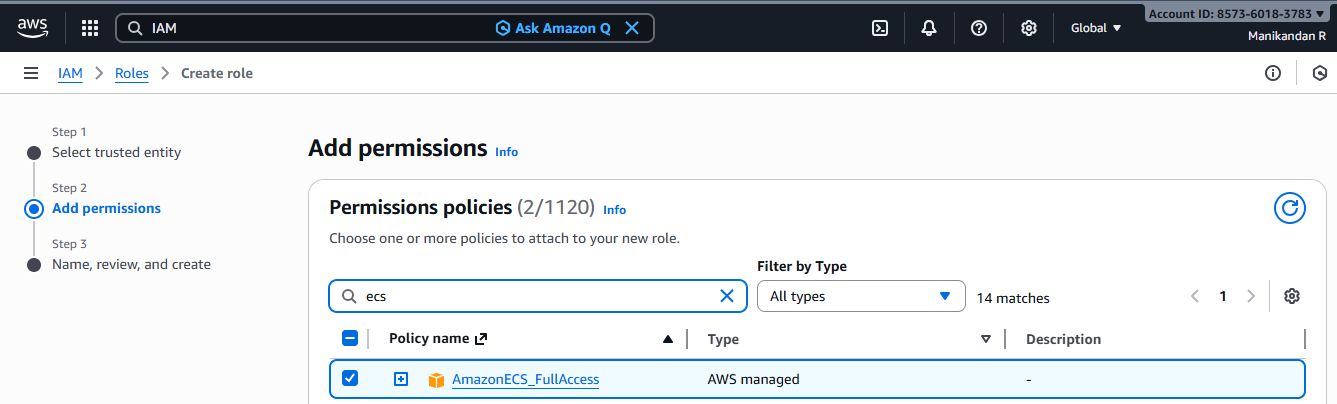 aws
IAM
Ask Amazon Q
Global
Account ID: 8573-6018-3783
Manikandan R
IAM
Roles
Create role
Step 1
Select trusted entity
Step 2
Add permissions
Step 3
Name, review, and create
Add permissions Info
Permissions policies (2/1120) Info
Choose one or more policies to attach to your new role.
Filter by Type
ecs
All types
14 matches
1
Policy name
Type
Description
AmazonECS_FullAccess
AWS managed
-